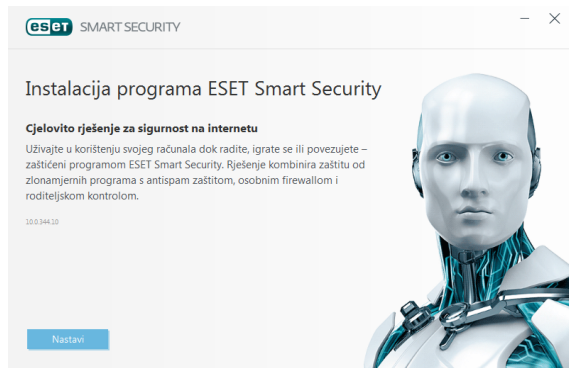 eset SMART SECURITY
Instalacija programa ESET Smart Security
Cjelovito rješenje za sigurnost na internetu
Uživajte u korištenju svojeg računala dok radite, igrate se ili povezujete –
zaštićeni programom ESET Smart Security. Rješenje kombinira zaštitu od
zlonamjernih programa s antispam zaštitom, osobnim firewallom i
roditeljskom kontrolom.
10.0.344.10
Nastavi